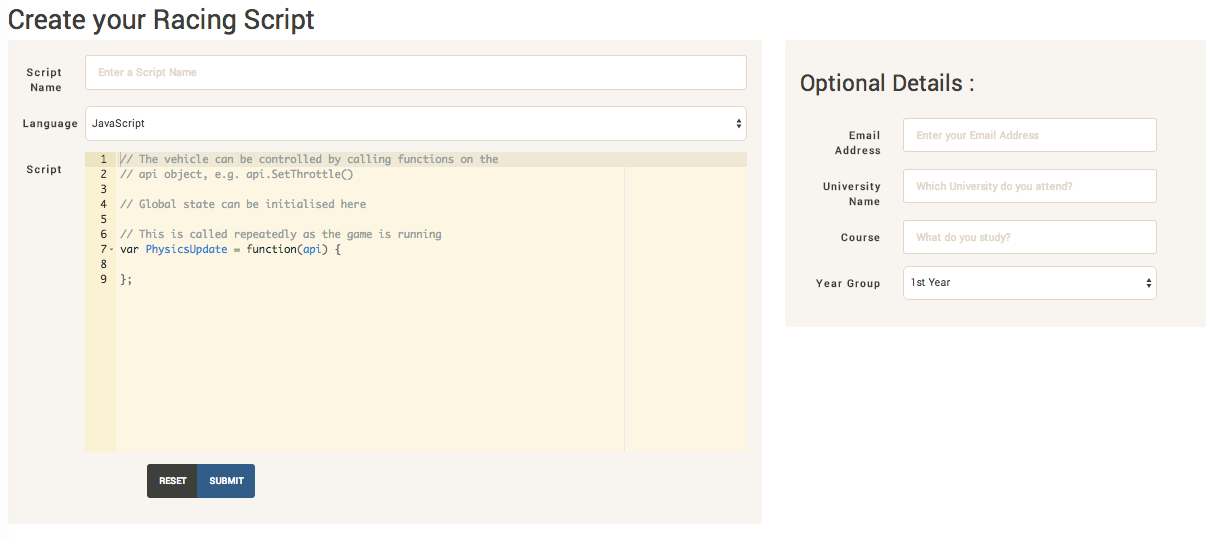 Create your Racing Script
Script
Name
Enter a Script Name
Language
JavaScript
Script
1 // The vehicle can be controlled by calling functions on the
2 // api object, e.g. api.SetThrottle()
3
4 // Global state can be initialised here
5
6 // This is called repeatedly as the game is running
7 var PhysicsUpdate = function(api) {
8
9 };
RESET SUBMIT
Optional Details :
Email
Address
Enter your Email Address
University
Name
Which University do you attend?
Course
What do you study?
Year Group
1st Year